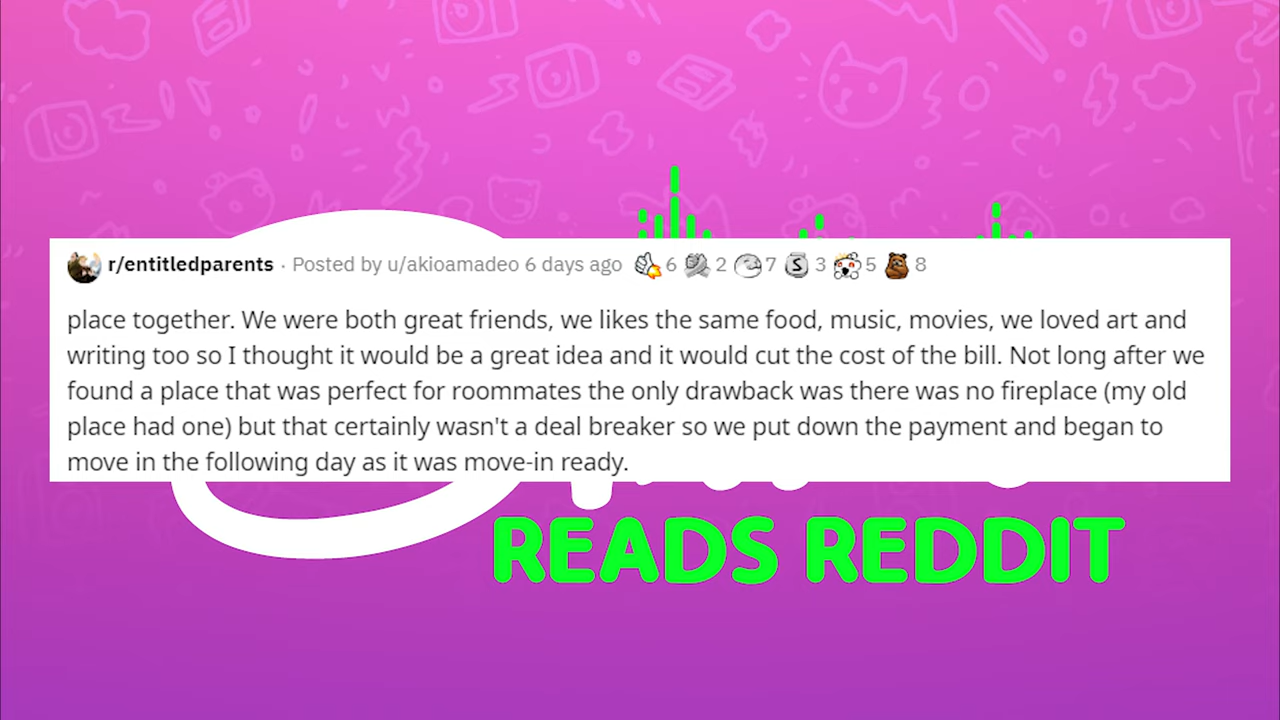 r/entitledparents · Posted by u/akioamadeo 6 days ago 6 2 7 S 3 5 8
place together. We were both great friends, we likes the same food, music, movies, we loved art and
writing too so I thought it would be a great idea and it would cut the cost of the bill. Not long after we
found a place that was perfect for roommates the only drawback was there was no fireplace (my old
place had one) but that certainly wasn't a deal breaker so we put down the payment and began to
move in the following day as it was move-in ready.
READS REDDIT